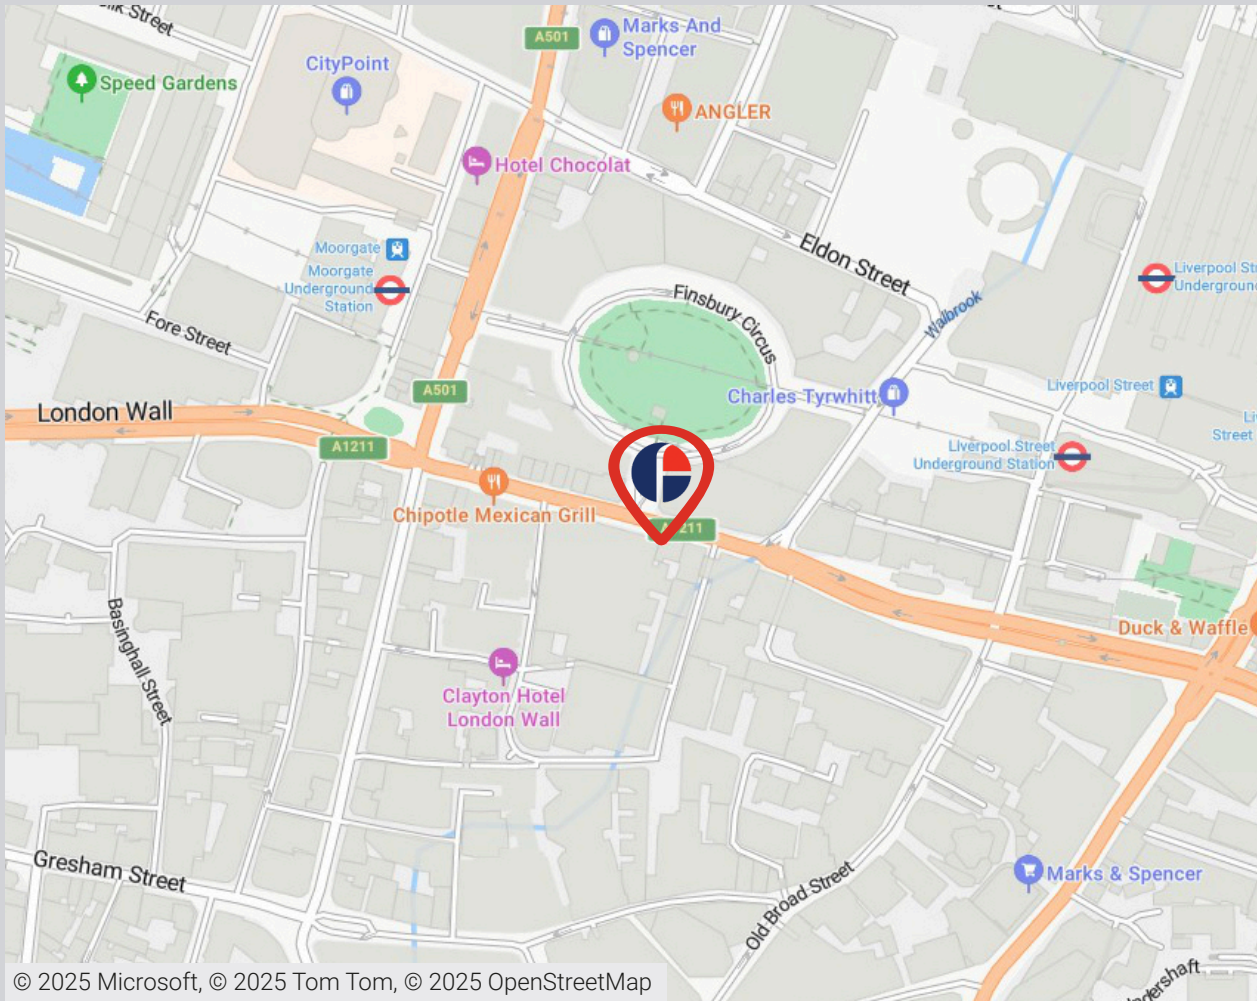 Speed Gardens
CityPoint
A501
Marks And
Spencer
ANGLER
Hotel Chocolat
Moorgate
Moorgate
Underground
Station
Eldon Street
Liverpool
Underground
Fore Street
Finsbury Circus
Walbrook
London Wall
A501
Charles Tyrwhitt
Liverpool Street
Street
A1211
Liverpool Street
Underground Station
Chipotle Mexican Grill
Basinghall Street
Duck & Waffle
Clayton Hotel
London Wall
Gresham Street
Old Broad Street
Marks & Spencer
© 2025 Microsoft, © 2025 Tom Tom, © 2025 OpenStreetMap